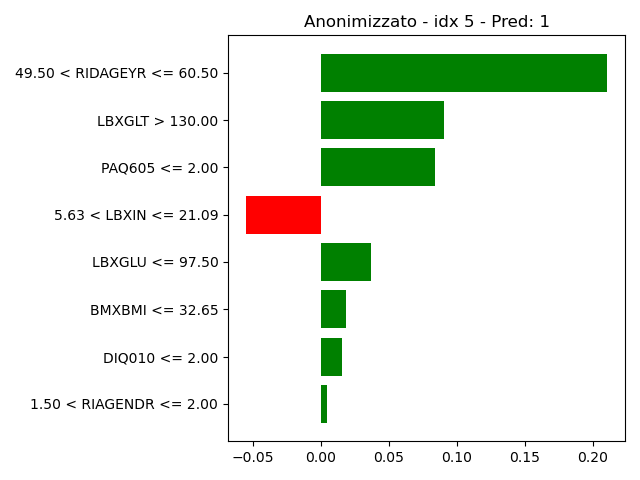 Anonimizzato - idx 5 - Pred: 1
49.50 < RIDAGEYR <= 60.50
LBXGLT > 130.00
PAQ605 <= 2.00
5.63 < LBXIN <= 21.09
LBXGLU <= 97.50
BMXBMI <= 32.65
DIQ010 <= 2.00
1.50 < RIAGENDR <= 2.00
−0.05 0.00 0.05 0.10 0.15 0.20